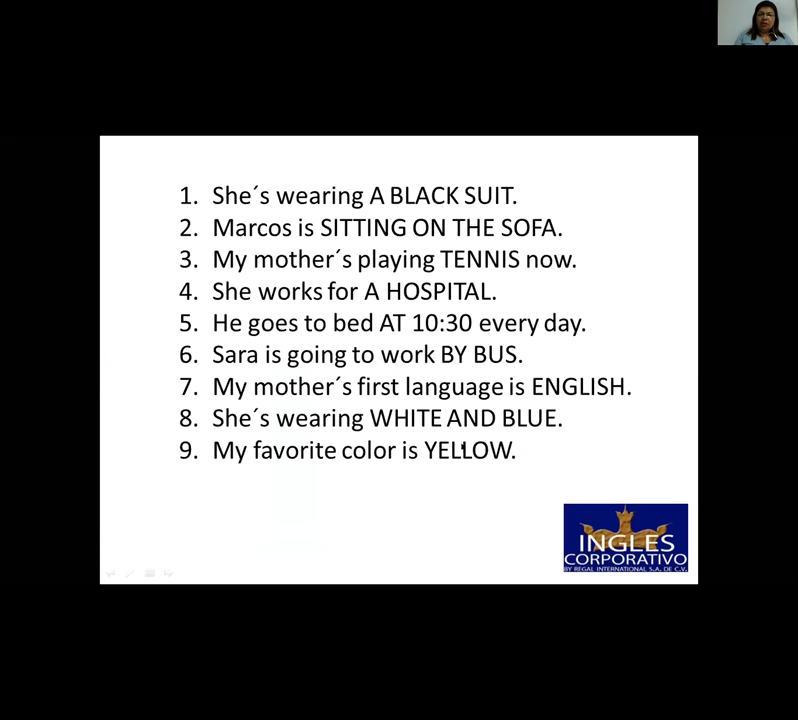 1. She´s wearing A BLACK SUIT.
2. Marcos is SITTING ON THE SOFA.
3. My mother´s playing TENNIS now.
4. She works for A HOSPITAL.
5. He goes to bed AT 10:30 every day.
6. Sara is going to work BY BUS.
7. My mother´s first language is ENGLISH.
8. She´s wearing WHITE AND BLUE.
9. My favorite color is YELLOW.
INGLES
CORPORATIVO
BY REGAL INTERNATIONAL S.A. DE C.V.